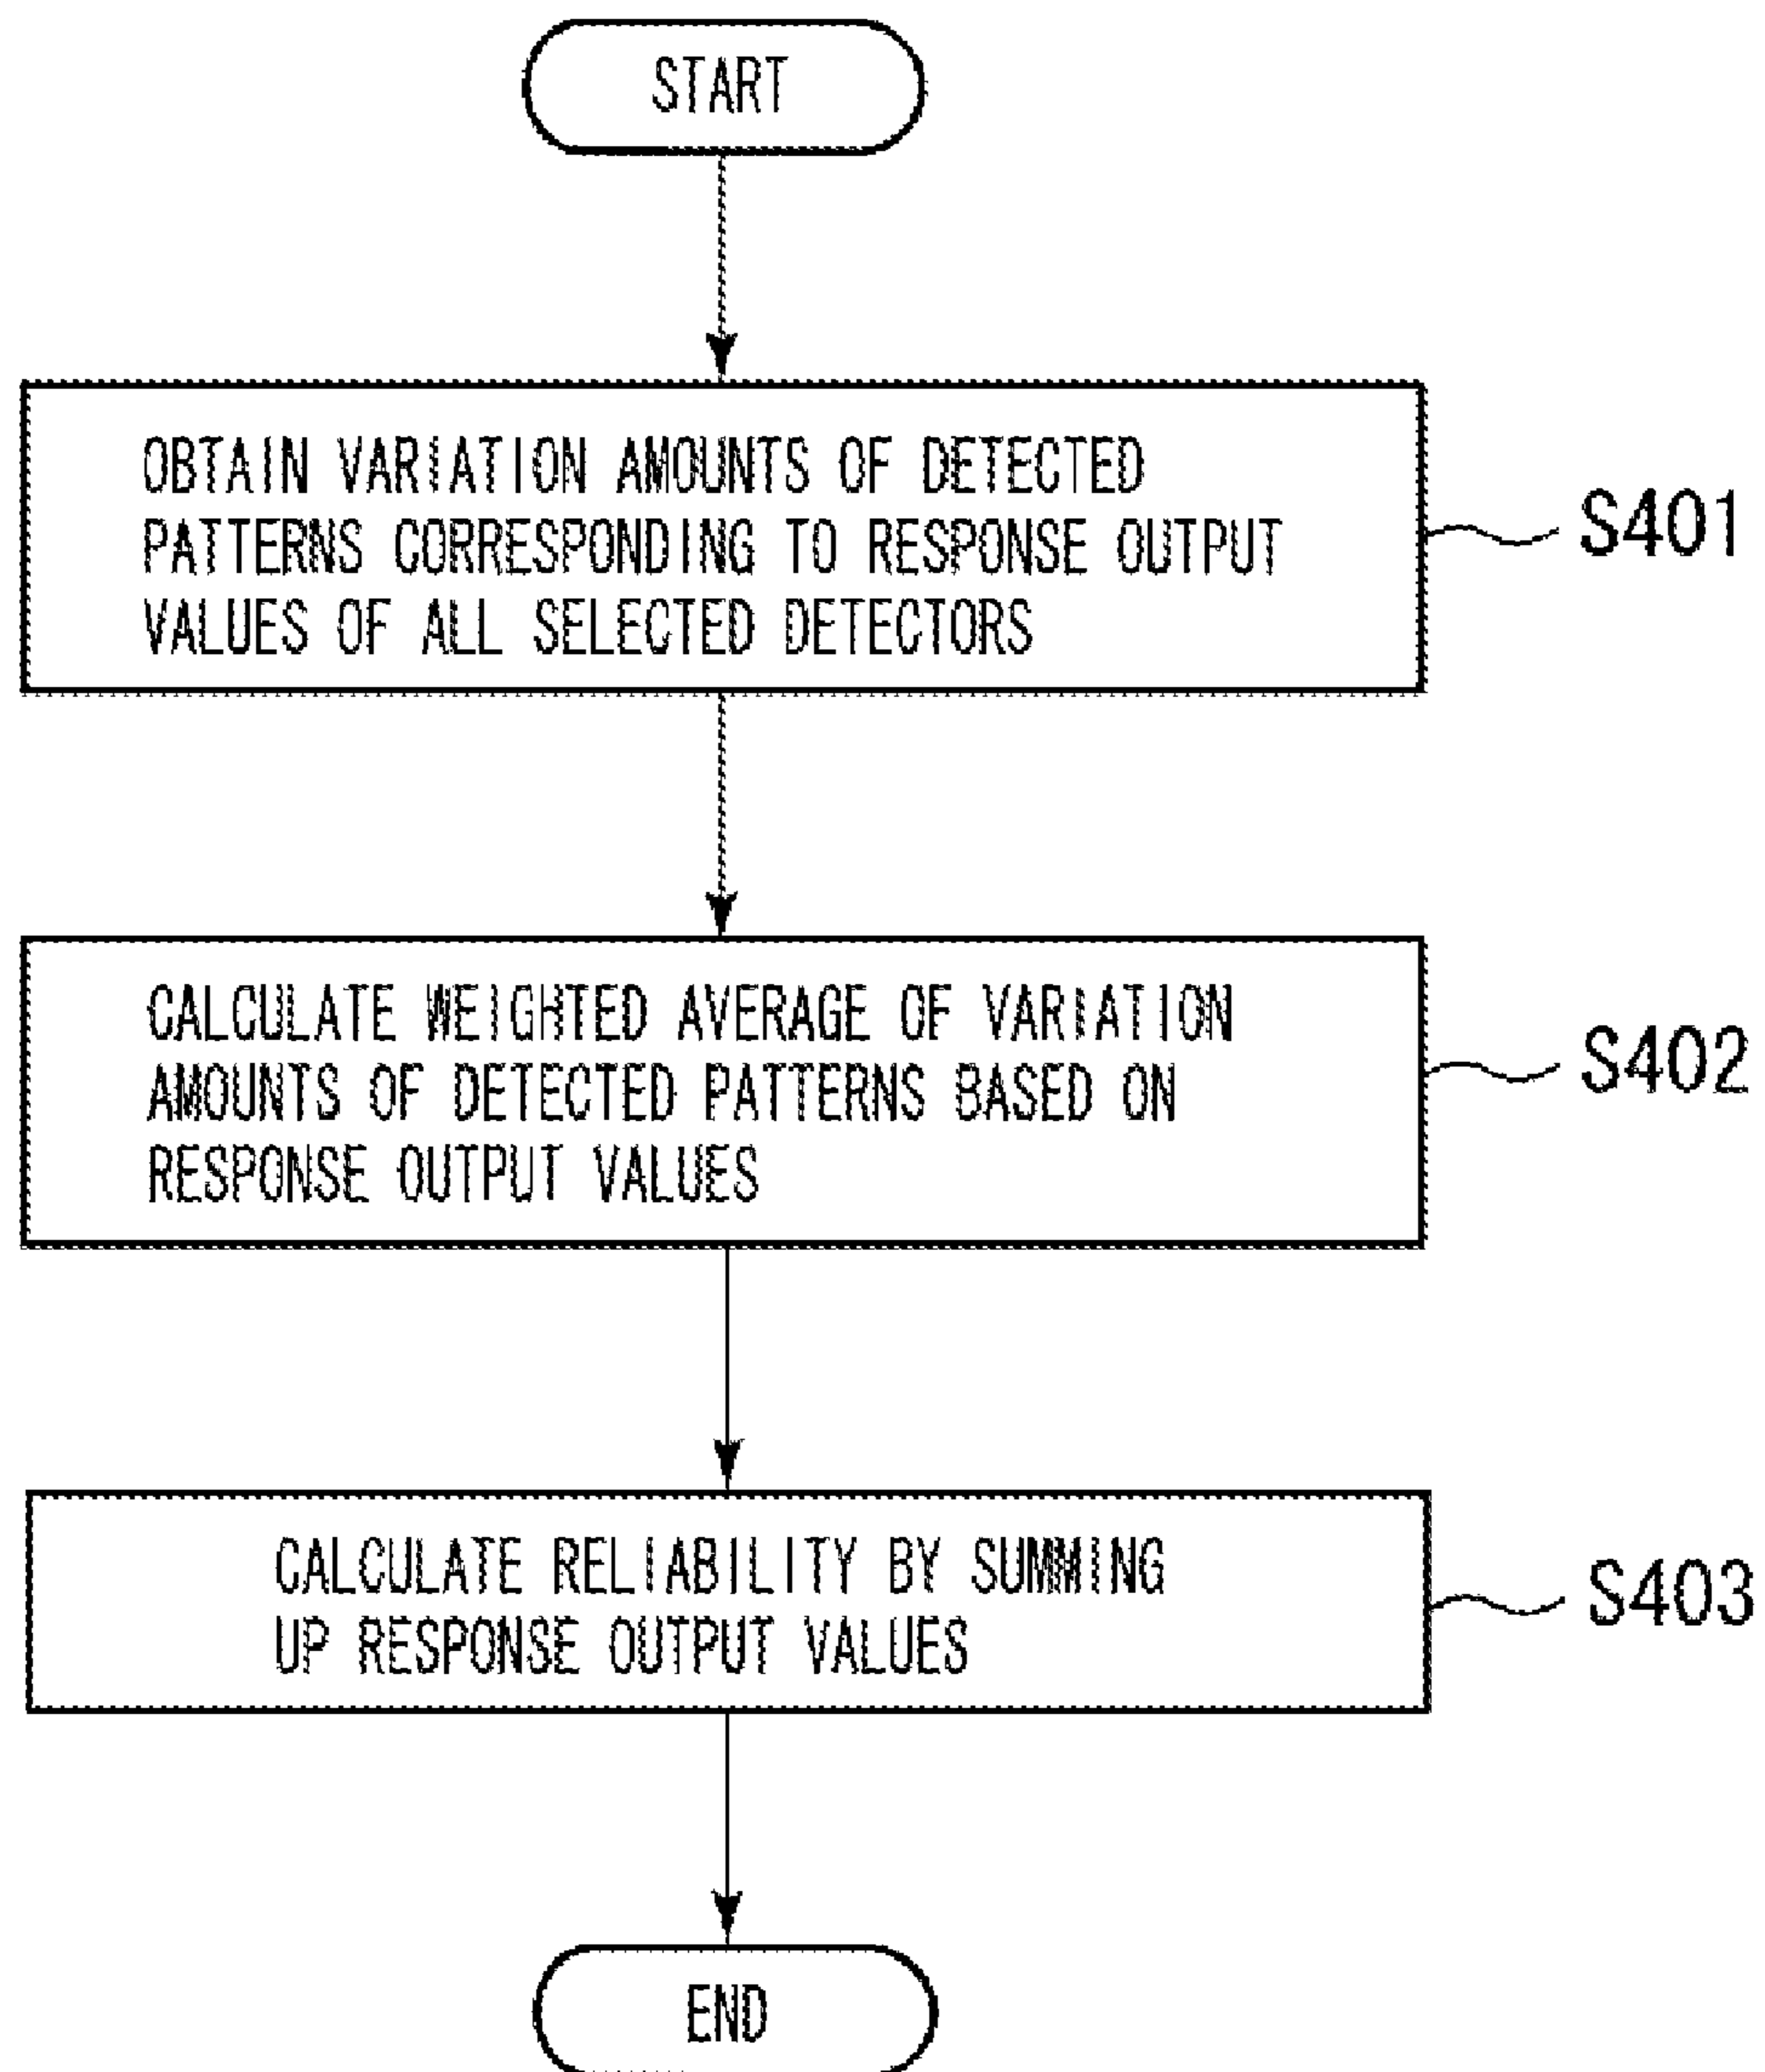 START
OBTAIN VARIATION AMOUNTS OF DETECTED
PATTERNS CORRESPONDING TO RESPONSE OUTPUT
VALUES OF ALL SELECTED DETECTORS
S401
CALCULATE WEIGHTED AVERAGE OF VARIATION
AMOUNTS OF DETECTED PATTERNS BASED ON
RESPONSE OUTPUT VALUES
S402
CALCULATE RELIABILITY BY SUMMING
UP RESPONSE OUTPUT VALUES
S403
END